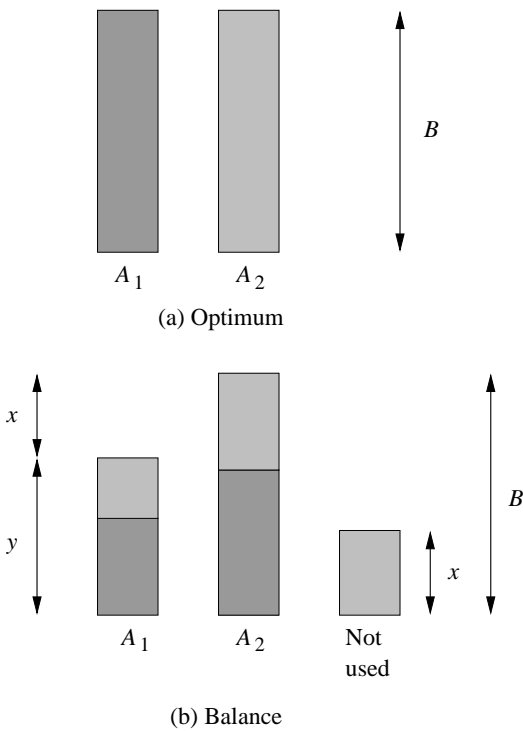 B
A1 A2
(a) Optimum
x
y
B
x
A1 A2 Not
used
(b) Balance